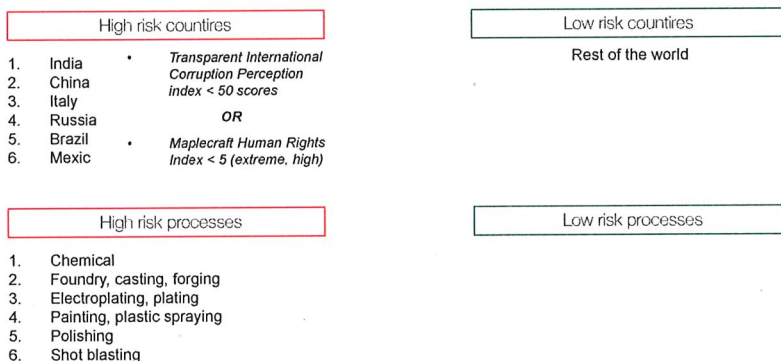 High risk countires
1. India
2. China
3. Italy
4. Russia
5. Brazil
6. Mexic
• Transparent International
Corruption Perception
index < 50 scores
OR
• Maplecraft Human Rights
Index < 5 (extreme, high)
Low risk countires
Rest of the world
High risk processes
1. Chemical
2. Foundry, casting, forging
3. Electroplating, plating
4. Painting, plastic spraying
5. Polishing
6. Shot blasting
Low risk processes